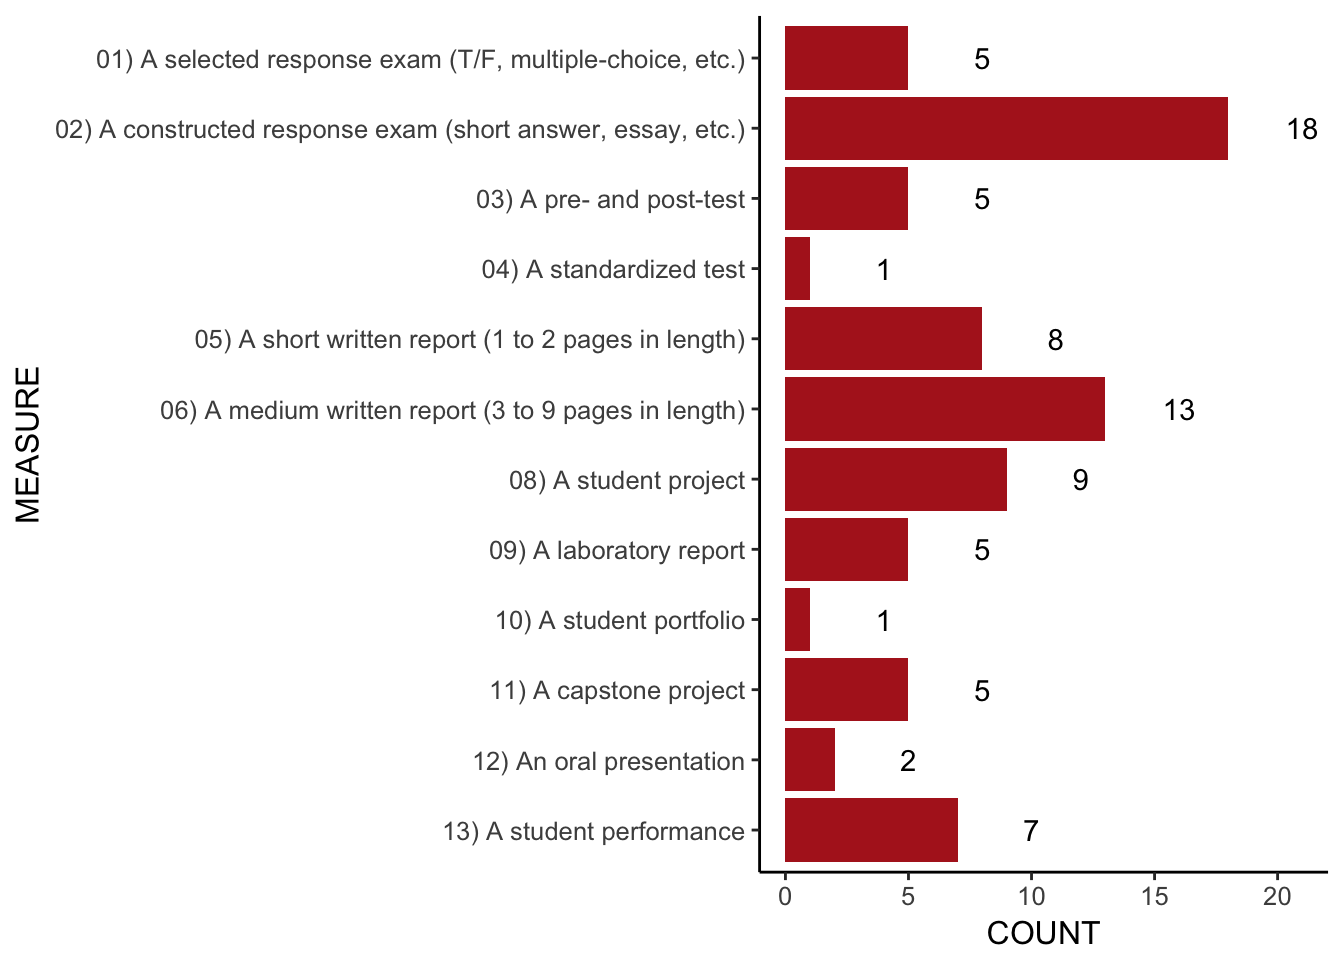 01) A selected response exam (T/F, multiple-choice, etc.) 5
02) A constructed response exam (short answer, essay, etc.) 18
03) A pre- and post-test 5
04) A standardized test 1
05) A short written report (1 to 2 pages in length) 8
06) A medium written report (3 to 9 pages in length) 13
08) A student project 9
09) A laboratory report 5
10) A student portfolio 1
11) A capstone project 5
12) An oral presentation 2
13) A student performance 7
MEASURE
0 5 10 15 20
COUNT